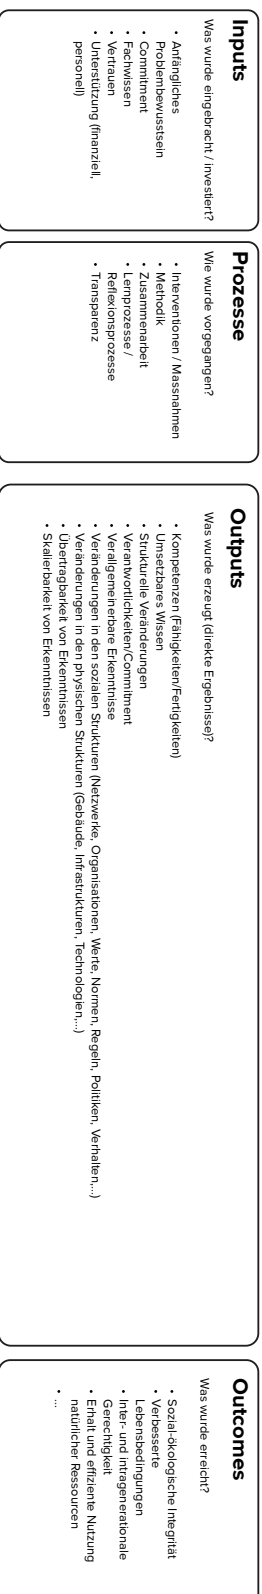 Inputs
Was wurde eingebracht / investiert?
• Anfängliches
Problembewusstsein
• Commitment
• Fachwissen
• Vertrauen
• Unterstützung (finanziell,
personell)
Prozesse
Wie wurde vorgegangen?
• Interventionen / Massnahmen
• Methodik
• Zusammenarbeit
• Lernprozesse /
Reflexionsprozesse
• Transparenz
Outputs
Was wurde erzeugt (direkte Ergebnisse)?
• Kompetenzen (Fähigkeiten/Fertigkeiten)
• Umsetzbares Wissen
• Strukturelle Veränderungen
• Verantwortlichkeiten/Commitment
• Verallgemeinerbare Erkenntnisse
• Veränderungen in den sozialen Strukturen (Netzwerke, Organisationen, Werte, Normen, Regeln, Politiken, Verhalten,...)
• Veränderungen in den physischen Strukturen (Gebäude, Infrastrukturen, Technologien,...)
• Übertragbarkeit von Erkenntnissen
• Skalierbarkeit von Erkenntnissen
Outcomes
Was wurde erreicht?
• Sozial-ökologische Integrität
• Verbesserte
Lebensbedingungen
• Inter- und intragenerationale
Gerechtigkeit
• Erhalt und effiziente Nutzung
natürlicher Ressourcen
• ...